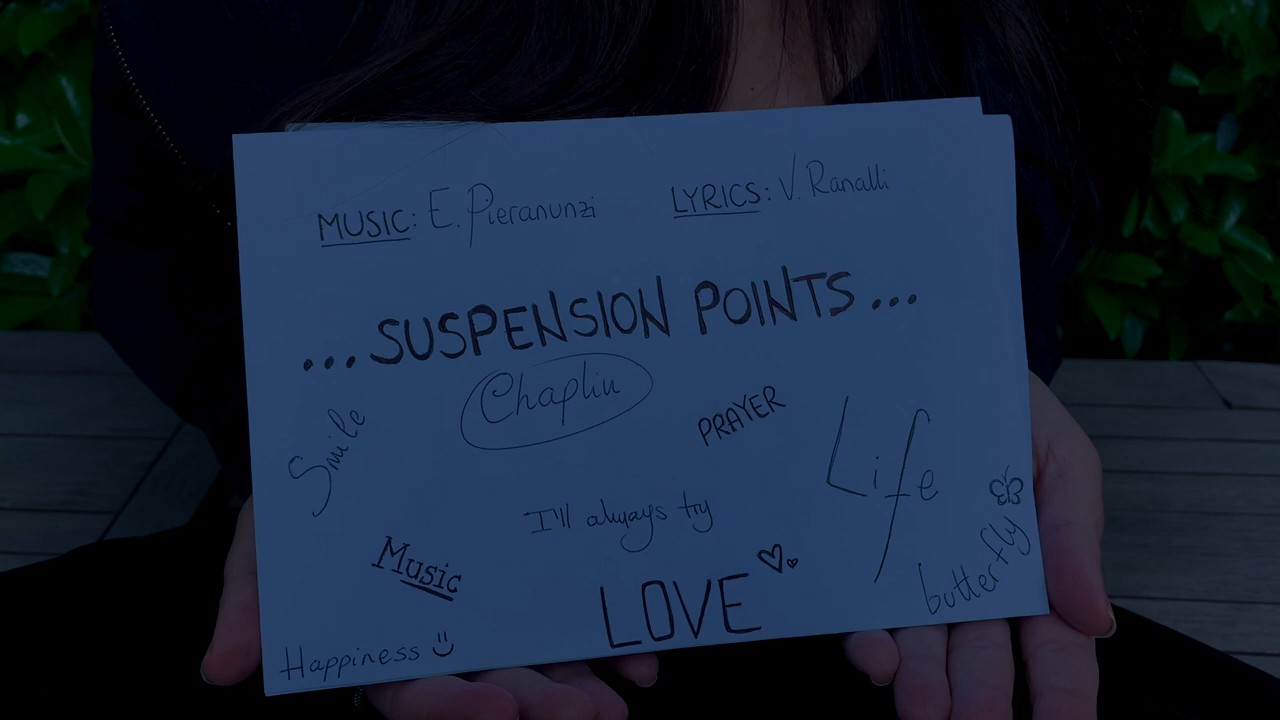 MUSIC: E. Pieranunzi LYRICS: V. Ranalli
...SUSPENSION POINTS...
Chaplin
PRAYER
Smile
Life
I'll always try
Music
butterfly
LOVE
Happiness